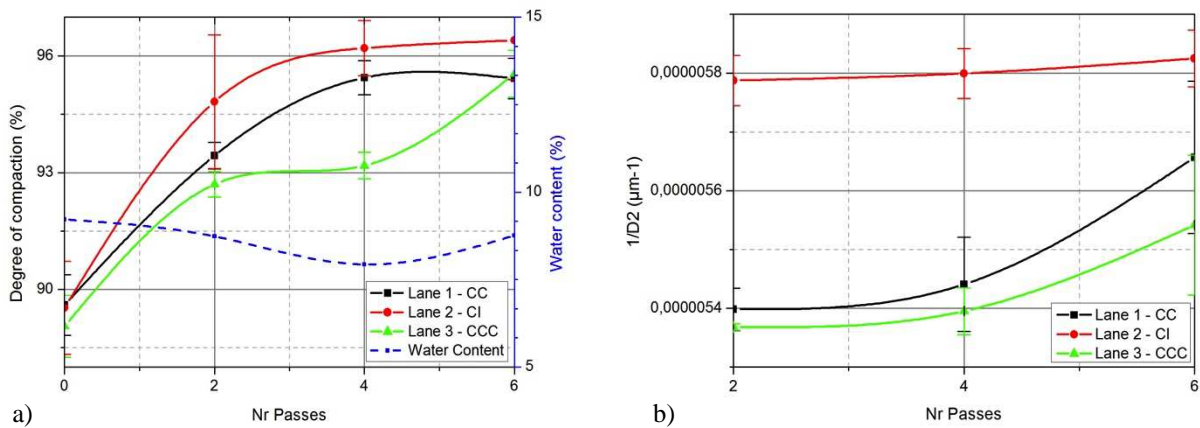 96
93
90
Degree of compaction (%)
15
10
5
Water content (%)
Lane 1 - CC
Lane 2 - CI
Lane 3 - CCC
Water Content
0
2
4
6
Nr Passes
a)
0,0000058
0,0000056
0,0000054
1/D2 (µm-1)
Lane 1 - CC
Lane 2 - CI
Lane 3 - CCC
2
4
6
Nr Passes
b)